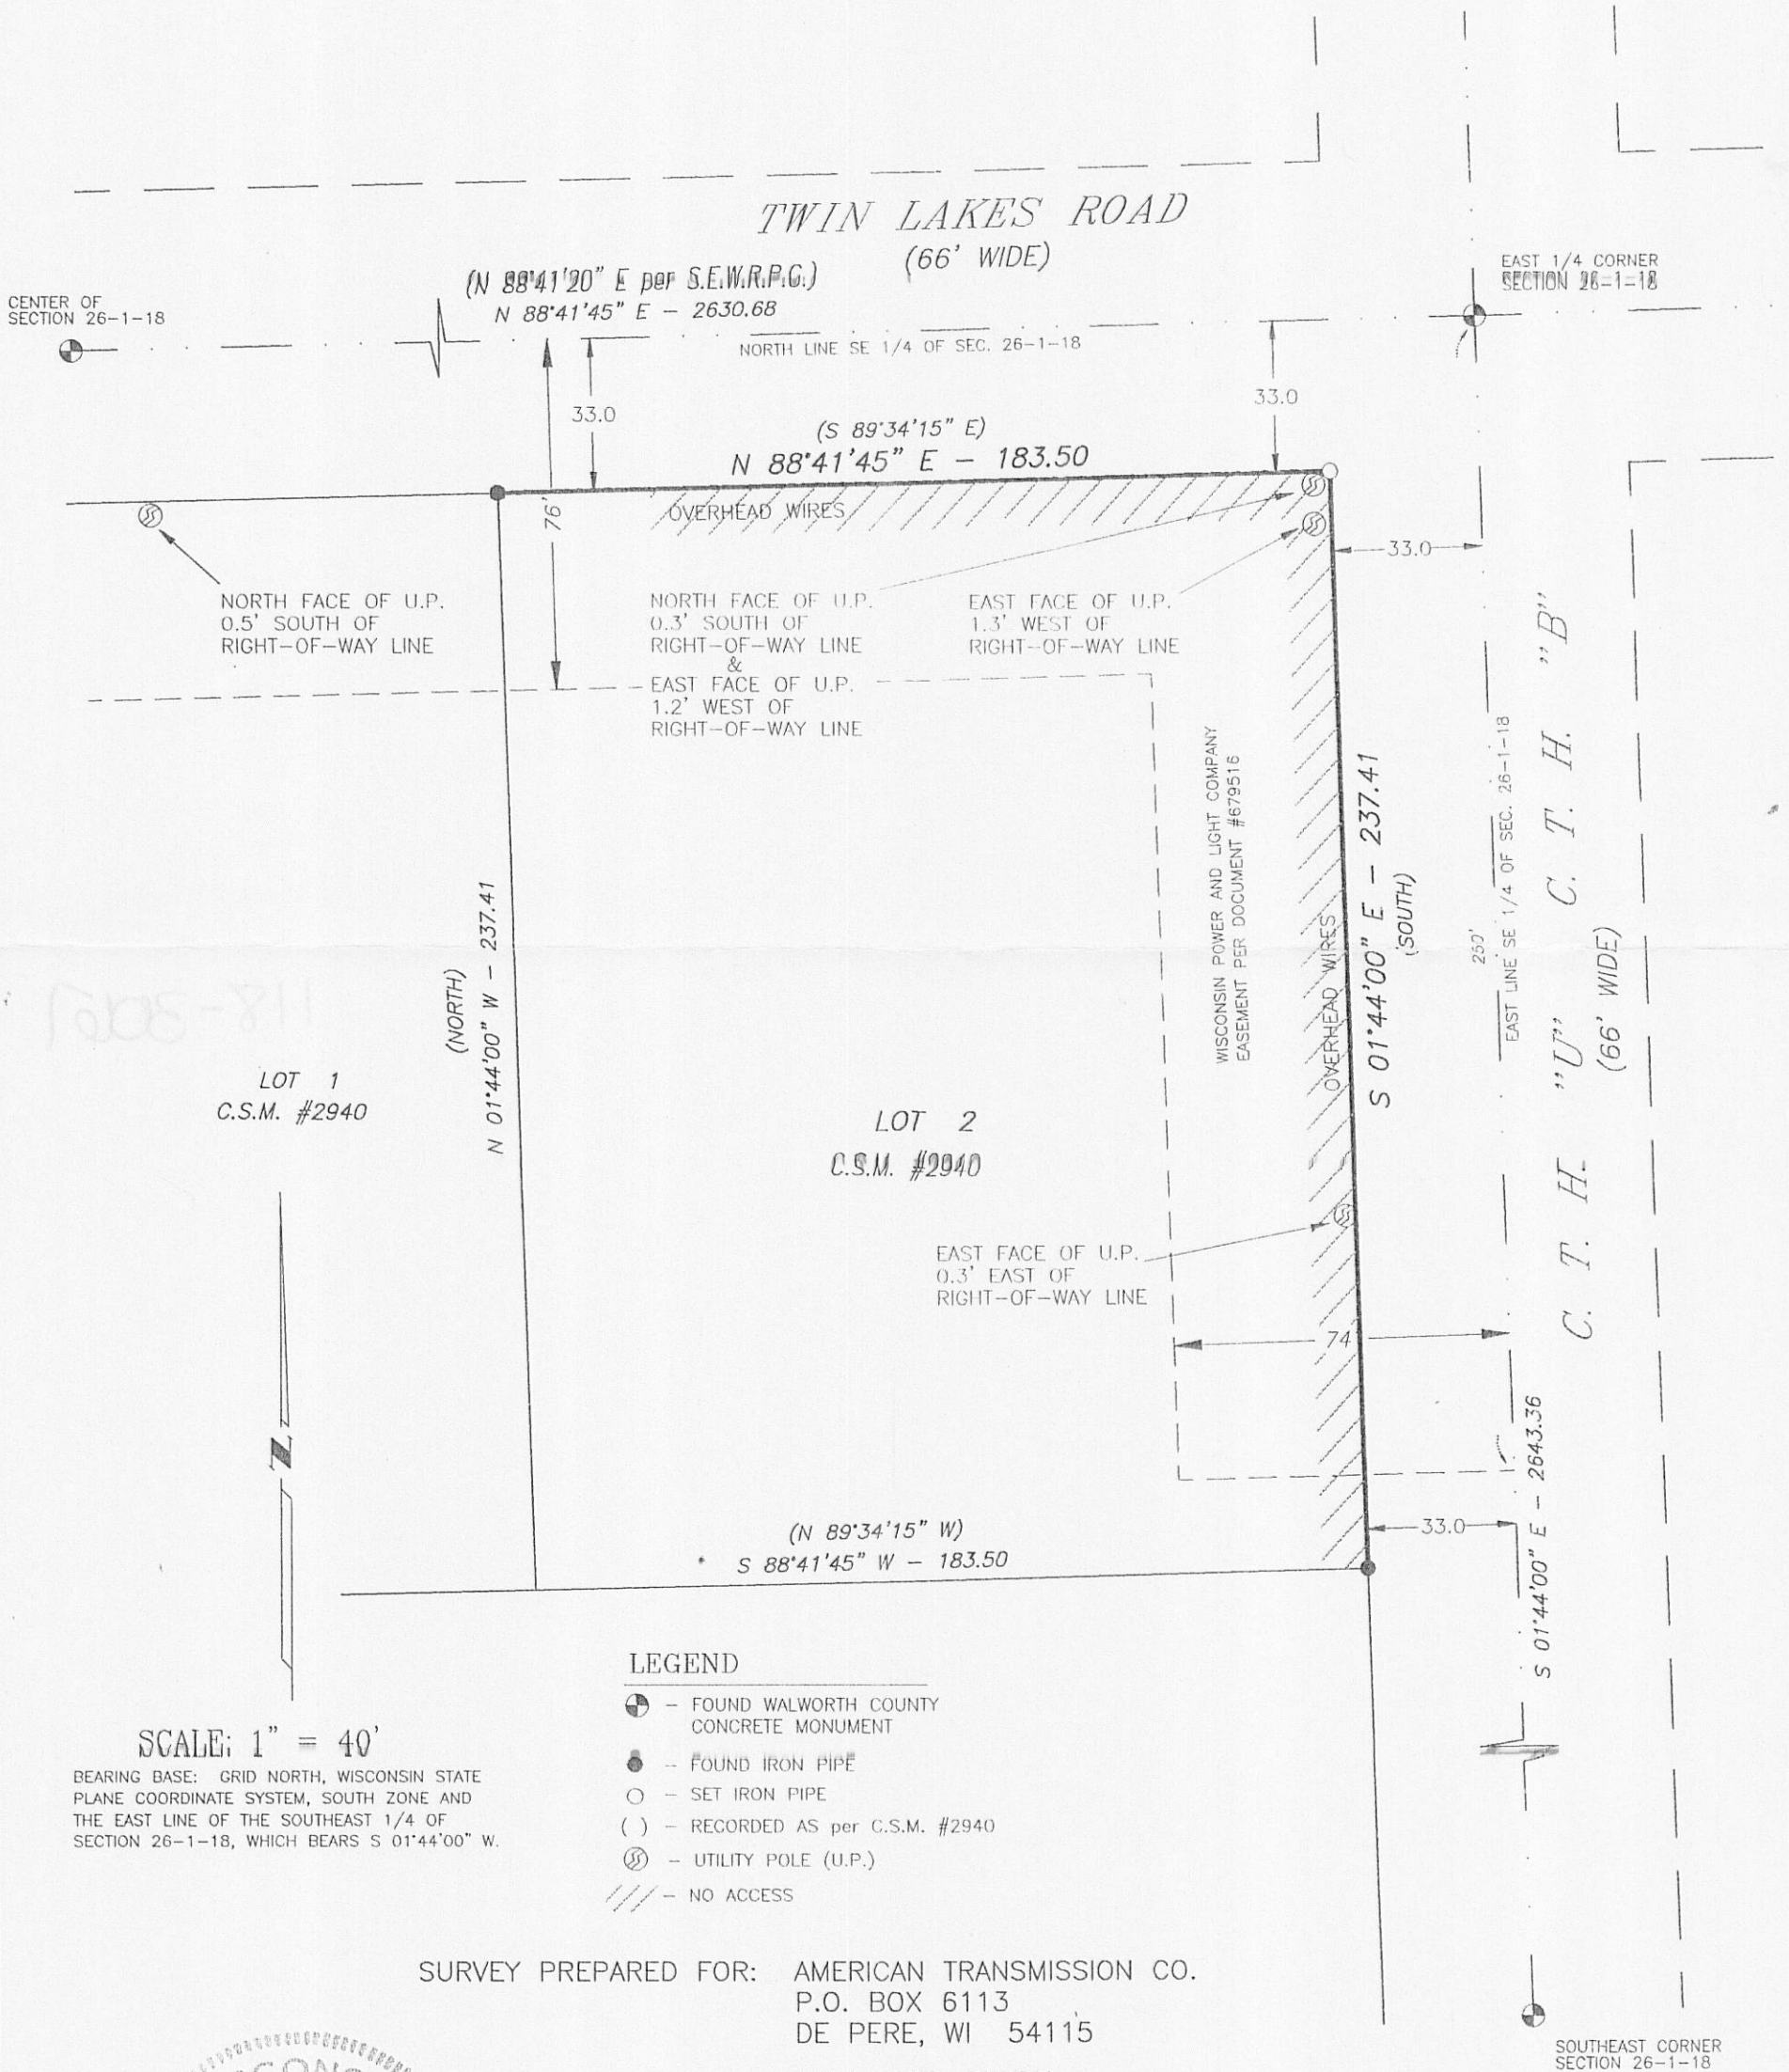 TWIN LAKES ROAD
(66' WIDE)
(N 88°41'20" E per S.E.W.R.P.C.)
N 88°41'45" E - 2630.68
CENTER OF
SECTION 26-1-18
EAST 1/4 CORNER
SECTION 26-1-18
NORTH LINE SE 1/4 OF SEC. 26-1-18
33.0
33.0
(S 89°34'15" E)
N 88°41'45" E - 183.50
76'
OVERHEAD WIRES
33.0
NORTH FACE OF U.P.
0.5' SOUTH OF
RIGHT-OF-WAY LINE
NORTH FACE OF U.P.
0.3' SOUTH OF
RIGHT-OF-WAY LINE
&
EAST FACE OF U.P.
1.2' WEST OF
RIGHT-OF-WAY LINE
EAST FACE OF U.P.
1.3' WEST OF
RIGHT-OF-WAY LINE
WISCONSIN POWER AND LIGHT COMPANY
EASEMENT PER DOCUMENT #679516
OVERHEAD WIRES
S 01°44'00" E - 237.41
(SOUTH)
EAST LINE SE 1/4 OF SEC. 26-1-18
C. T. H. "U" C. T. H. "B"
(66' WIDE)
(NORTH)
N 01°44'00" W - 237.41
LOT 1
C.S.M. #2940
LOT 2
C.S.M. #2940
EAST FACE OF U.P.
0.3' EAST OF
RIGHT-OF-WAY LINE
74
33.0
S 01°44'00" E - 2643.36
(N 89°34'15" W)
S 88°41'45" W - 183.50
N
SCALE: 1" = 40'
BEARING BASE: GRID NORTH, WISCONSIN STATE
PLANE COORDINATE SYSTEM, SOUTH ZONE AND
THE EAST LINE OF THE SOUTHEAST 1/4 OF
SECTION 26-1-18, WHICH BEARS S 01°44'00" W.
LEGEND
- FOUND WALWORTH COUNTY
CONCRETE MONUMENT
- FOUND IRON PIPE
- SET IRON PIPE
( ) - RECORDED AS per C.S.M. #2940
- UTILITY POLE (U.P.)
/// - NO ACCESS
SURVEY PREPARED FOR: AMERICAN TRANSMISSION CO.
P.O. BOX 6113
DE PERE, WI 54115
SOUTHEAST CORNER
SECTION 26-1-18